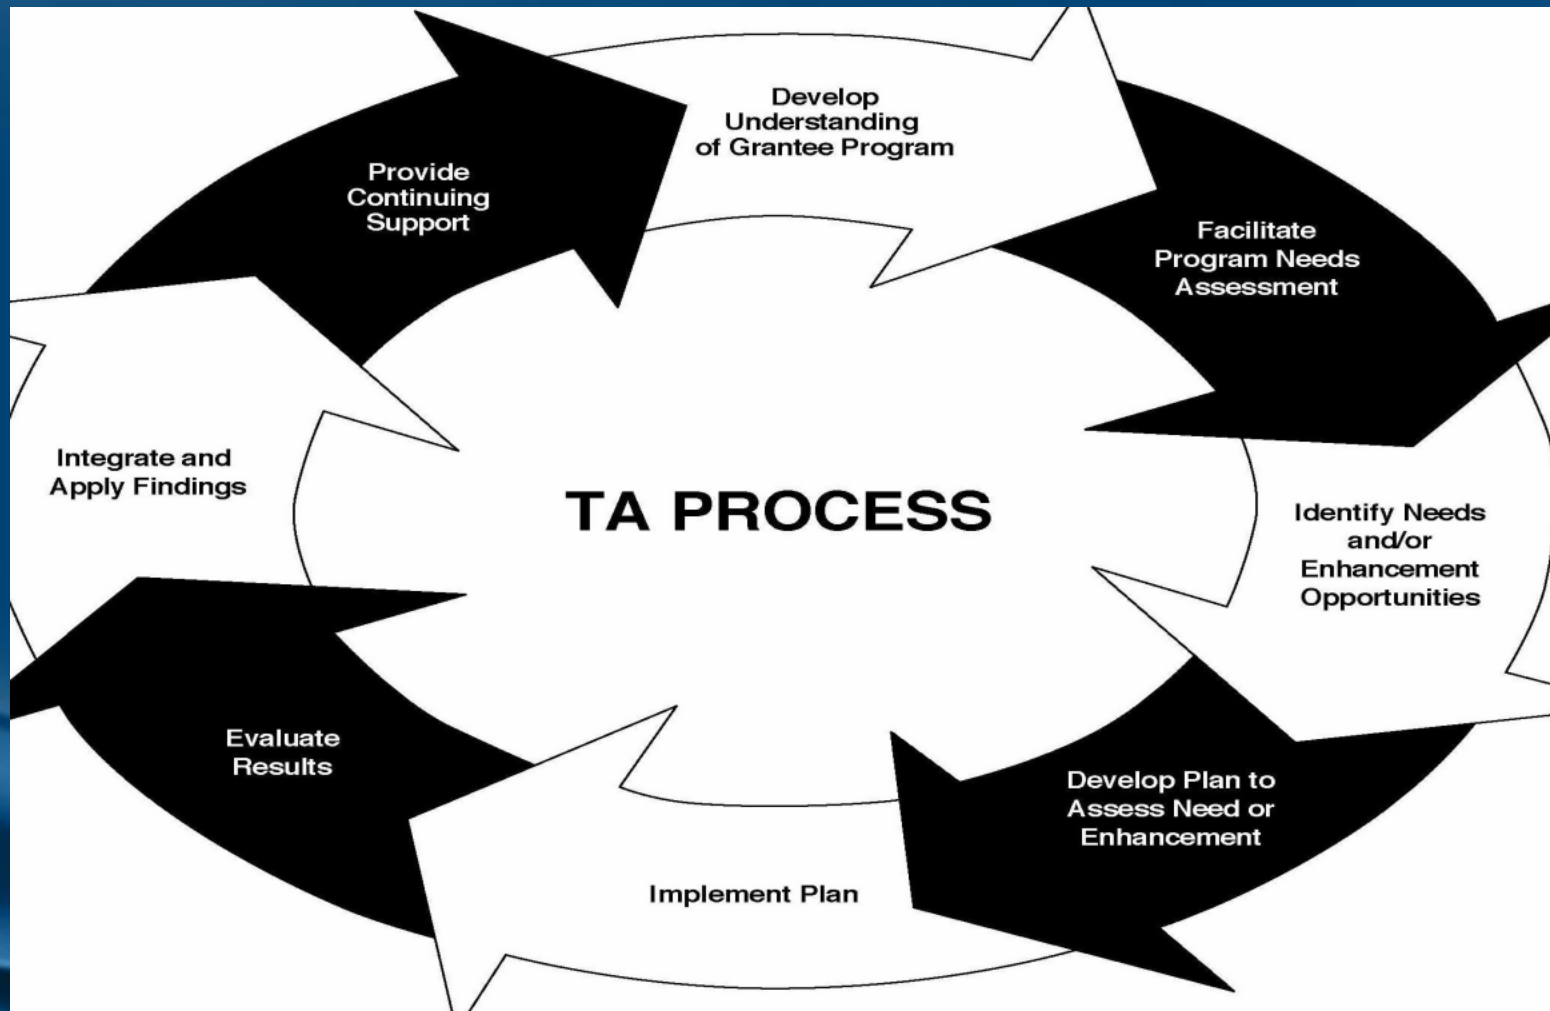 Develop
Understanding
of Grantee Program
Facilitate
Program Needs
Assessment
Identify Needs
and/or
Enhancement
Opportunities
Develop Plan to
Assess Need or
Enhancement
Implement Plan
Evaluate
Results
Integrate and
Apply Findings
Provide
Continuing
Support
TA PROCESS